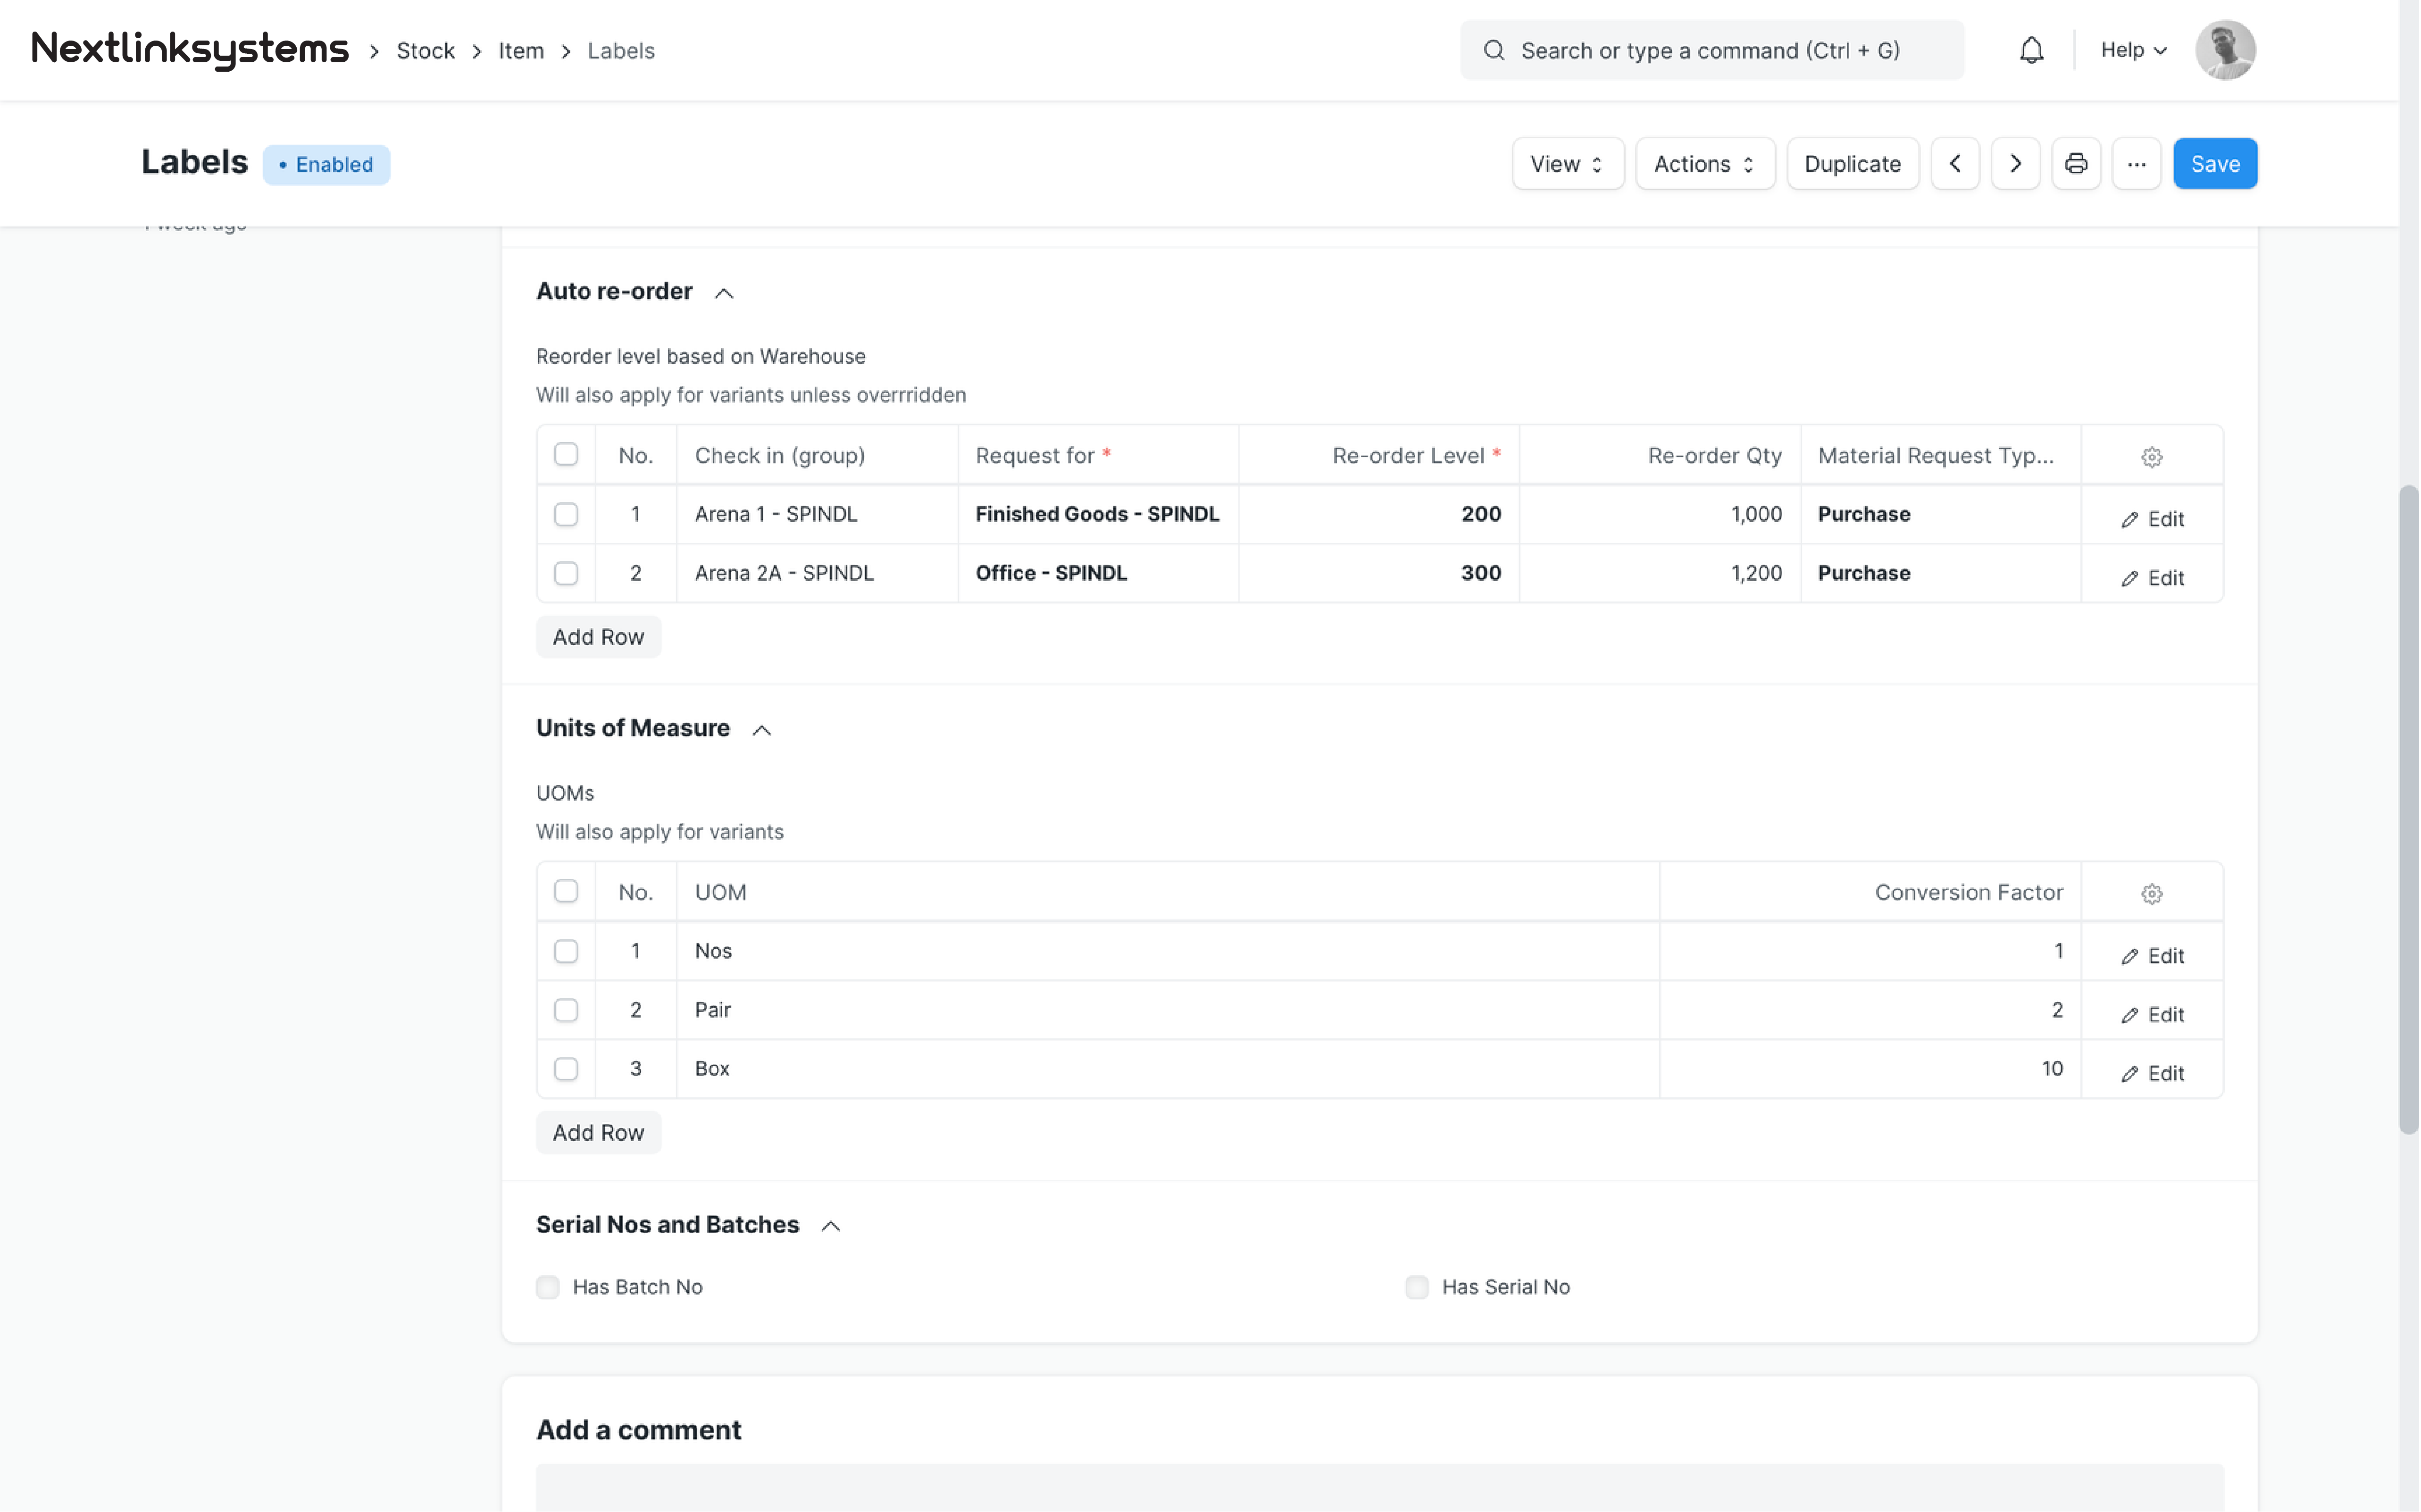 Nextlinksystems > Stock > Item > Labels
Search or type a command (Ctrl + G)
Help
Labels
• Enabled
View
Actions
Duplicate
...
Save
1 week ago
Auto re-order
Reorder level based on Warehouse
Will also apply for variants unless overrridden
No. Check in (group) Request for * Re-order Level * Re-order Qty Material Request Typ...
1 Arena 1 - SPINDL Finished Goods - SPINDL 200 1,000 Purchase Edit
2 Arena 2A - SPINDL Office - SPINDL 300 1,200 Purchase Edit
Add Row
Units of Measure
UOMs
Will also apply for variants
No. UOM Conversion Factor
1 Nos 1 Edit
2 Pair 2 Edit
3 Box 10 Edit
Add Row
Serial Nos and Batches
Has Batch No
Has Serial No
Add a comment